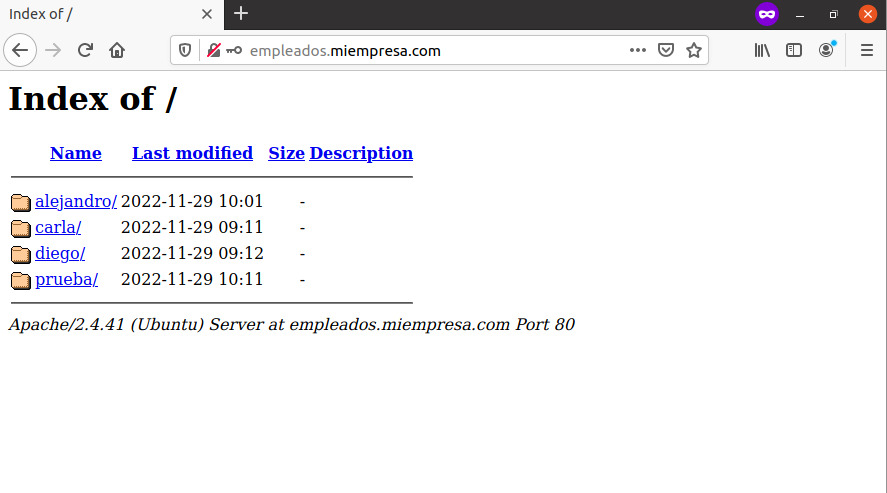 Index of /
empleados.miempresa.com
Index of /
Name Last modified Size Description
alejandro/ 2022-11-29 10:01 -
carla/ 2022-11-29 09:11 -
diego/ 2022-11-29 09:12 -
prueba/ 2022-11-29 10:11 -
Apache/2.4.41 (Ubuntu) Server at empleados.miempresa.com Port 80